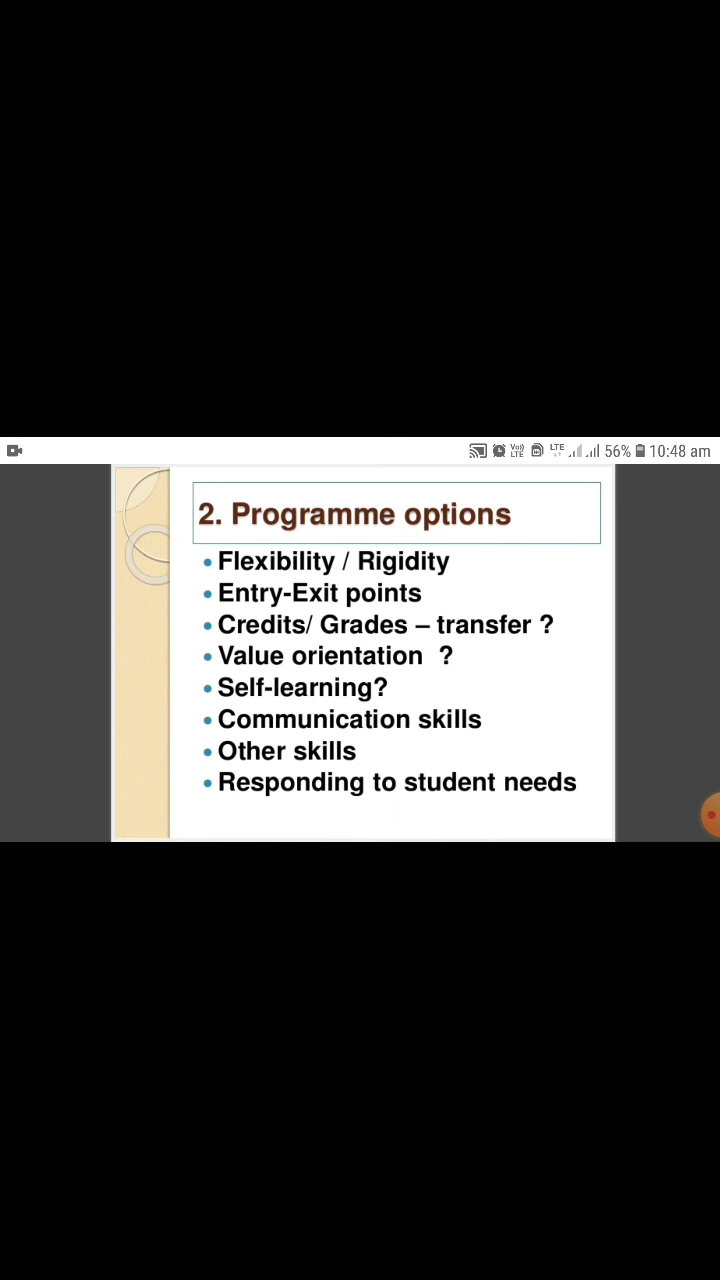 56% 10:48 am
2. Programme options
• Flexibility / Rigidity
• Entry-Exit points
• Credits/ Grades – transfer ?
• Value orientation ?
• Self-learning?
• Communication skills
• Other skills
• Responding to student needs